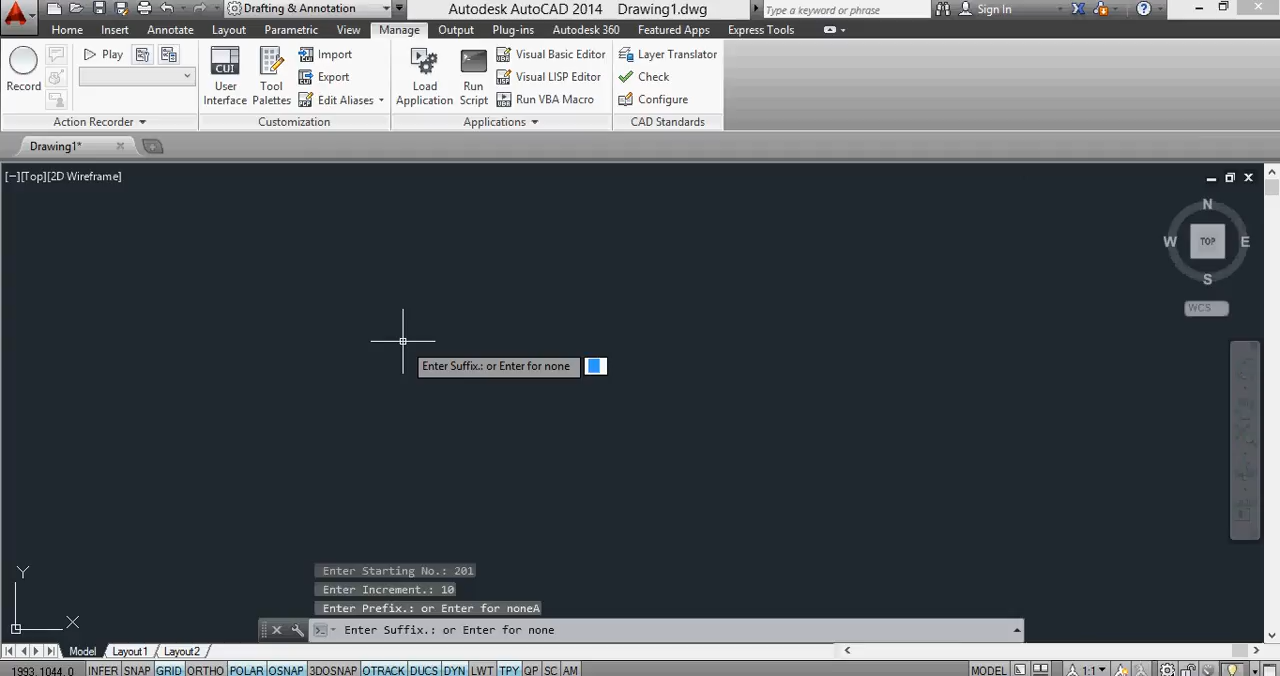 Drafting & Annotation
Autodesk AutoCAD 2014 Drawing1.dwg
Type a keyword or phrase
Sign In
Home Insert Annotate Layout Parametric View Manage Output Plug-ins Autodesk 360 Featured Apps Express Tools
Record
Play
Action Recorder
CUI
User Interface
Tool Palettes
Import
Export
Edit Aliases
Customization
Load Application
Run Script
Visual Basic Editor
Visual LISP Editor
Run VBA Macro
Applications
Layer Translator
Check
Configure
CAD Standards
Drawing1*
[−][Top][2D Wireframe]
N
W TOP E
S
WCS
Enter Suffix.: or Enter for none
Y
X
Enter Starting No.: 201
Enter Increment.: 10
Enter Prefix.: or Enter for noneA
Enter Suffix.: or Enter for none
Model Layout1 Layout2
1993, 1044, 0 INFER SNAP GRID ORTHO POLAR OSNAP 3DOSNAP OTRACK DUCS DYN LWT TPY QP SC AM MODEL 1:1